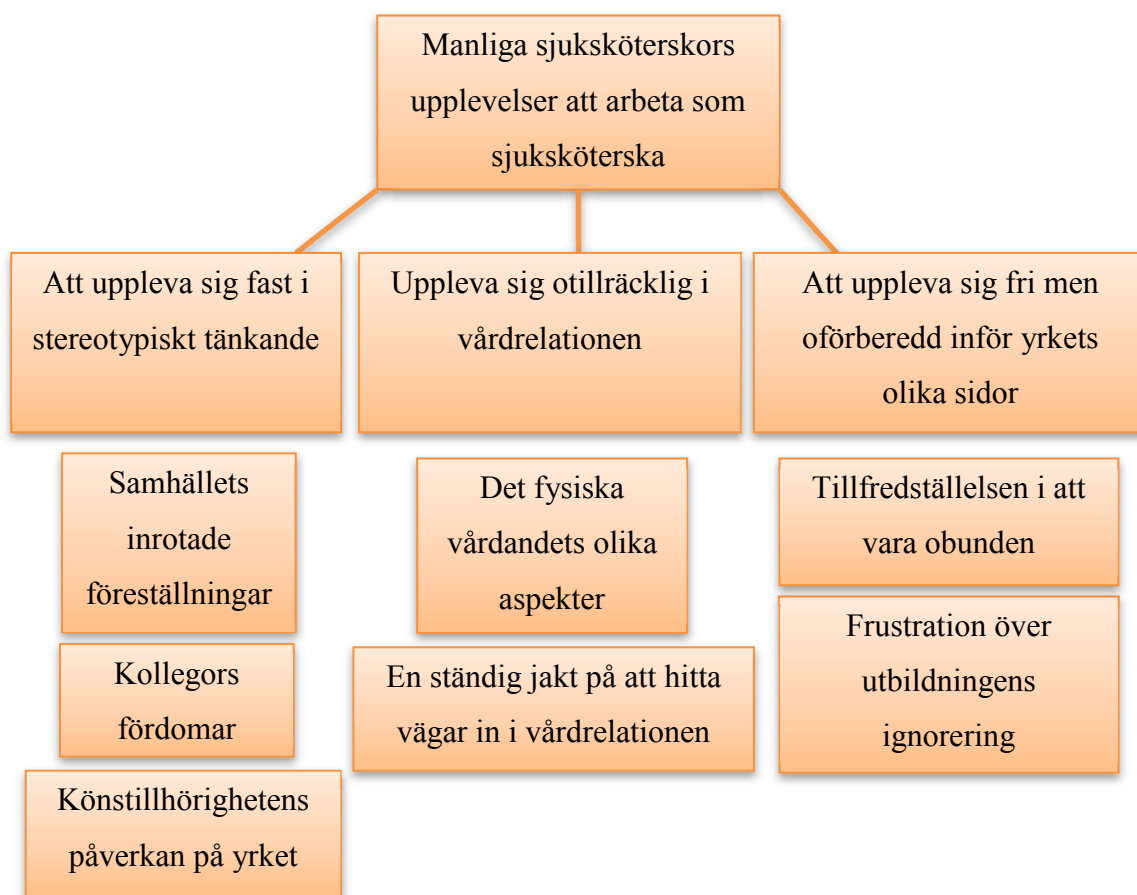 Manliga sjuksköterskors
upplevelser att arbeta som
sjuksköterska
Att uppleva sig fast i
stereotypiskt tänkande
Uppleva sig otillräcklig i
vårdrelationen
Att uppleva sig fri men
oförberedd inför yrkets
olika sidor
Samhällets
inrotade
föreställningar
Kollegors
fördomar
Könstillhörighetens
påverkan på yrket
Det fysiska
vårdandets olika
aspekter
En ständig jakt på att hitta
vägar in i vårdrelationen
Tillfredställelsen i att
vara obunden
Frustration över
utbildningens
ignorering